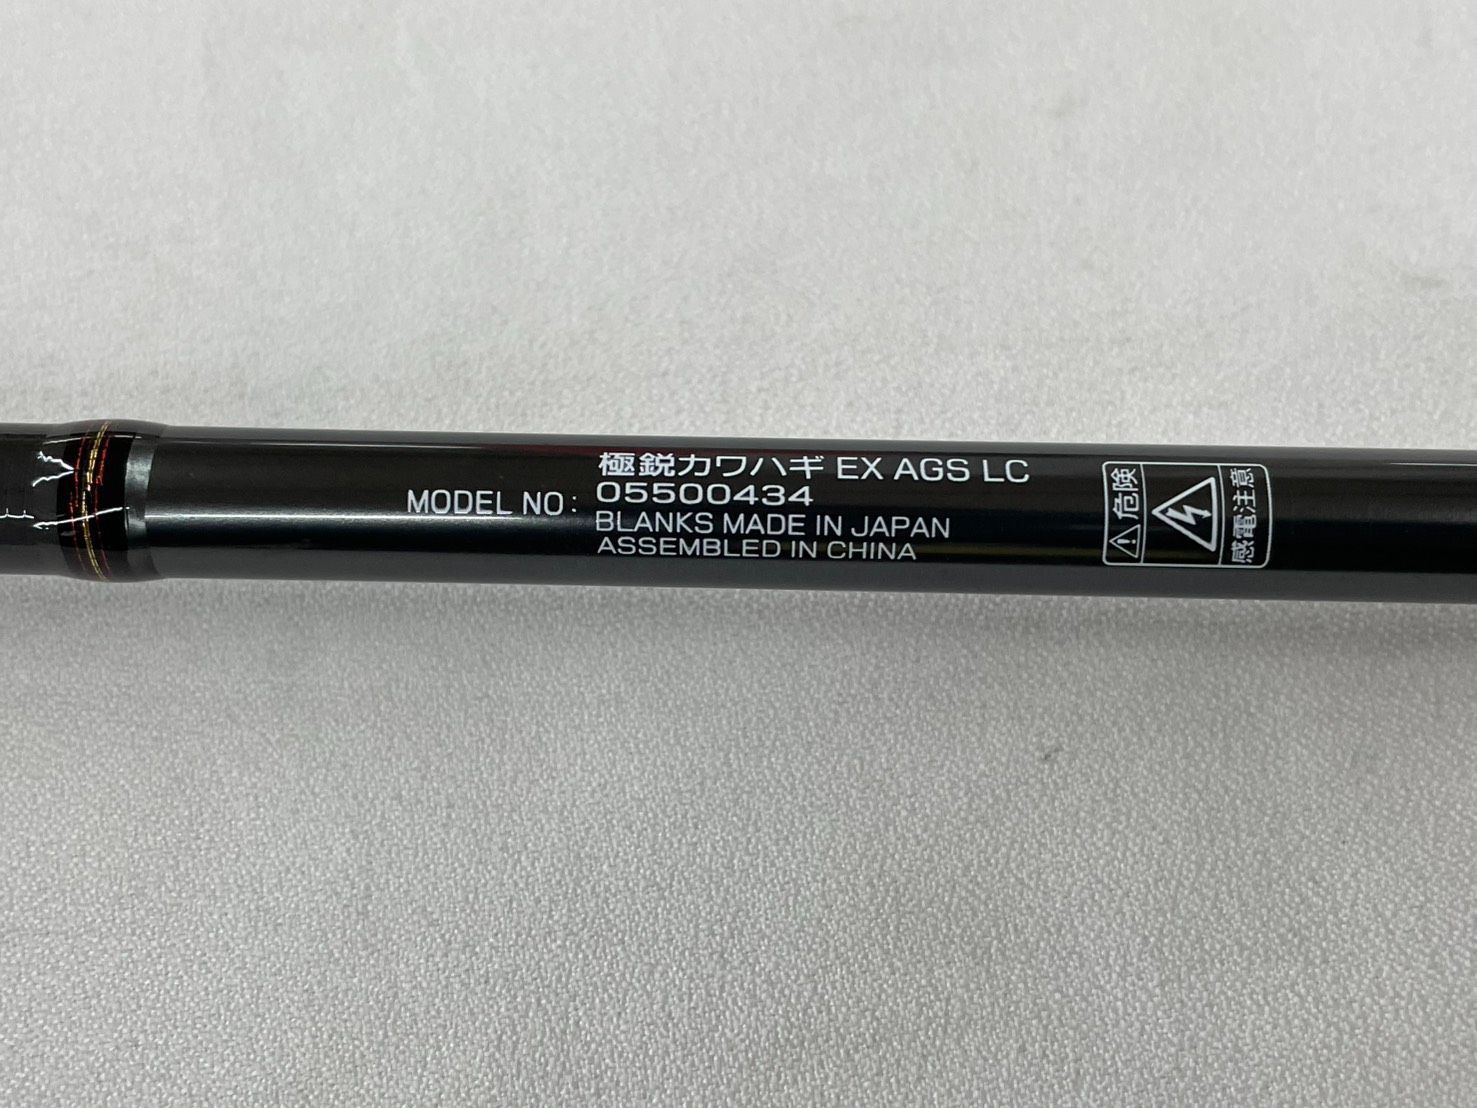 極鋭カワハギ EX AGS LC
MODEL NO: 05500434
BLANKS MADE IN JAPAN
ASSEMBLED IN CHINA
危険
感電注意